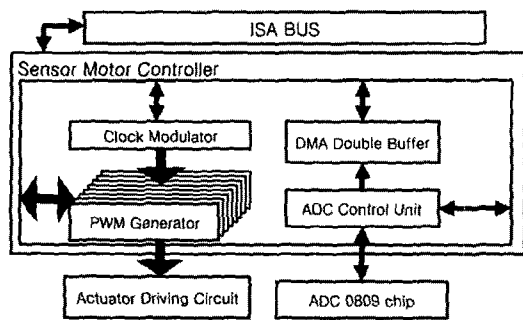 ISA BUS
Sensor Motor Controller
Clock Modulator
DMA Double Buffer
PWM Generator
ADC Control Unit
Actuator Driving Circuit
ADC 0809 chip